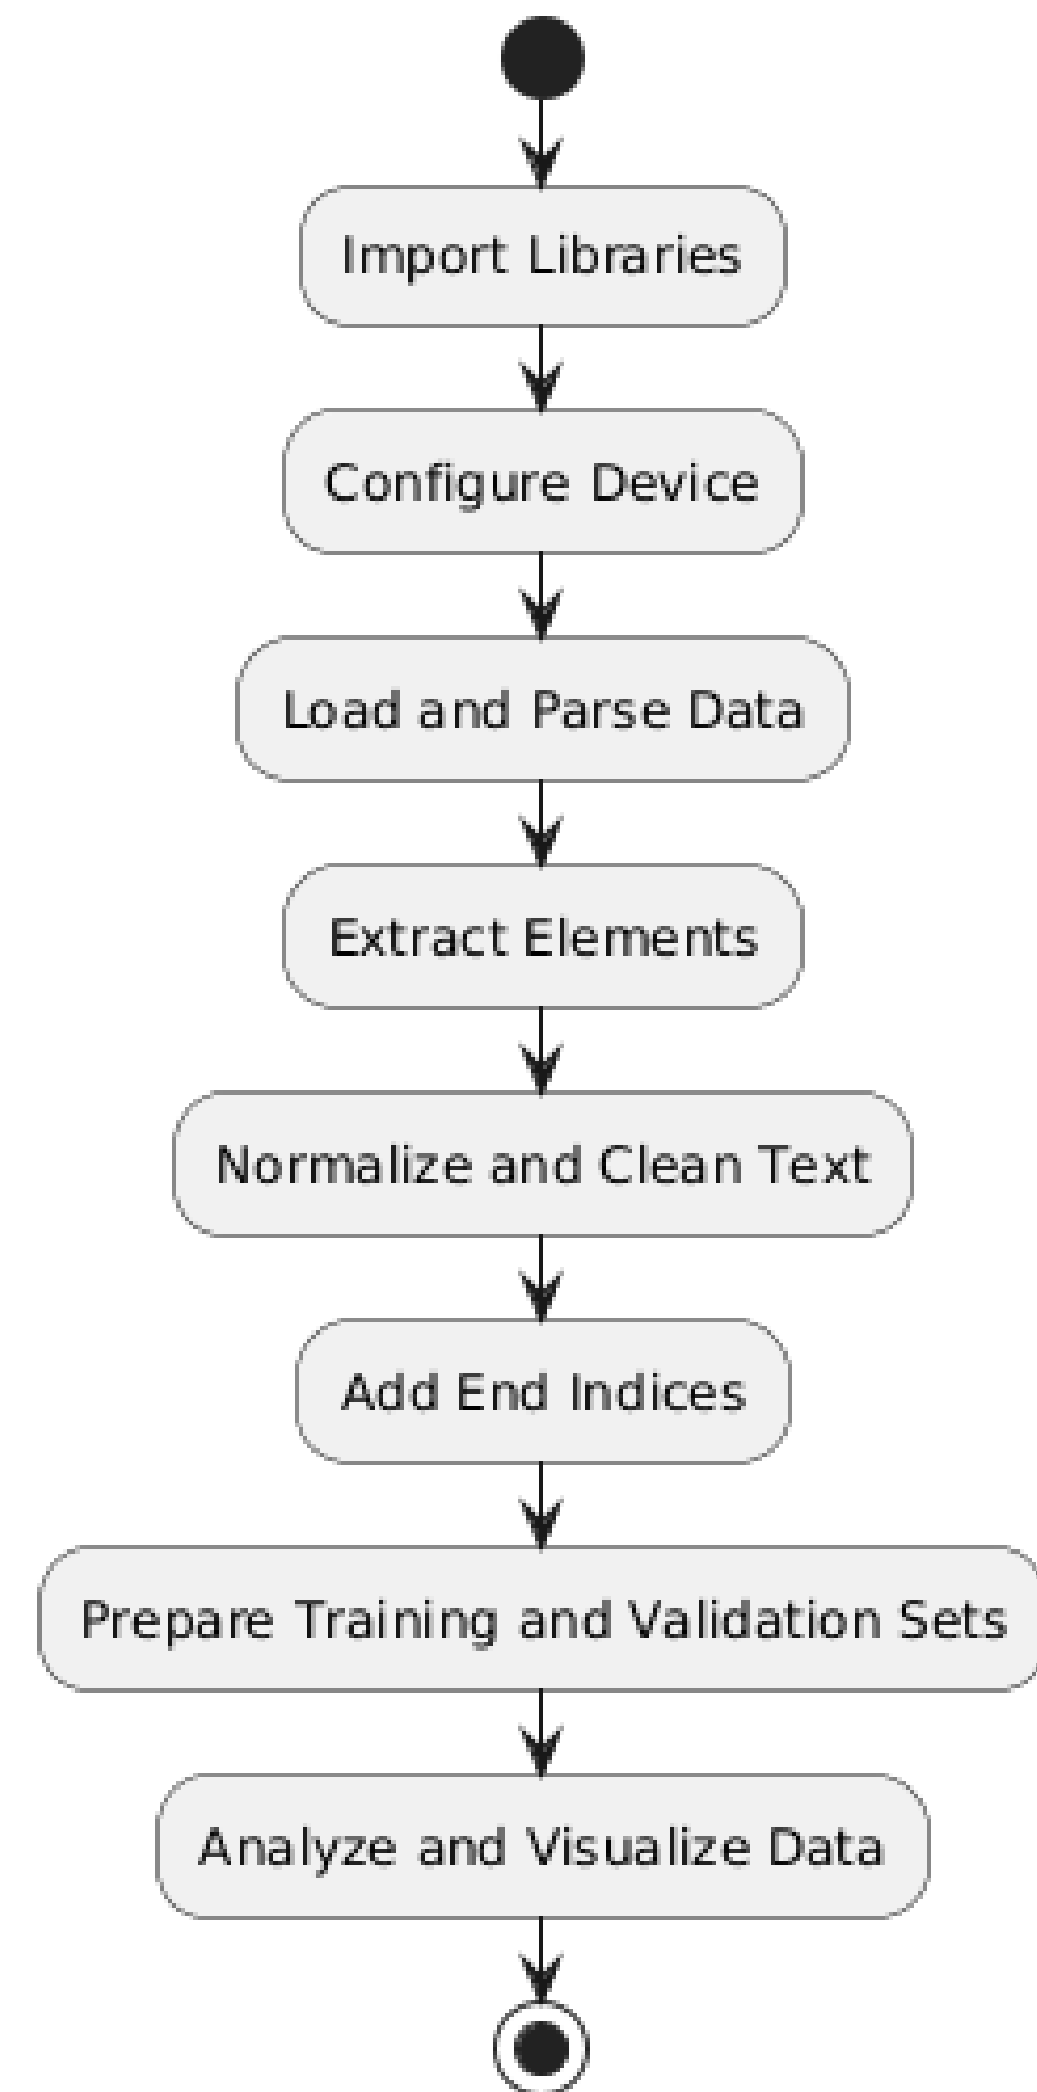 Import Libraries
Configure Device
Load and Parse Data
Extract Elements
Normalize and Clean Text
Add End Indices
Prepare Training and Validation Sets
Analyze and Visualize Data